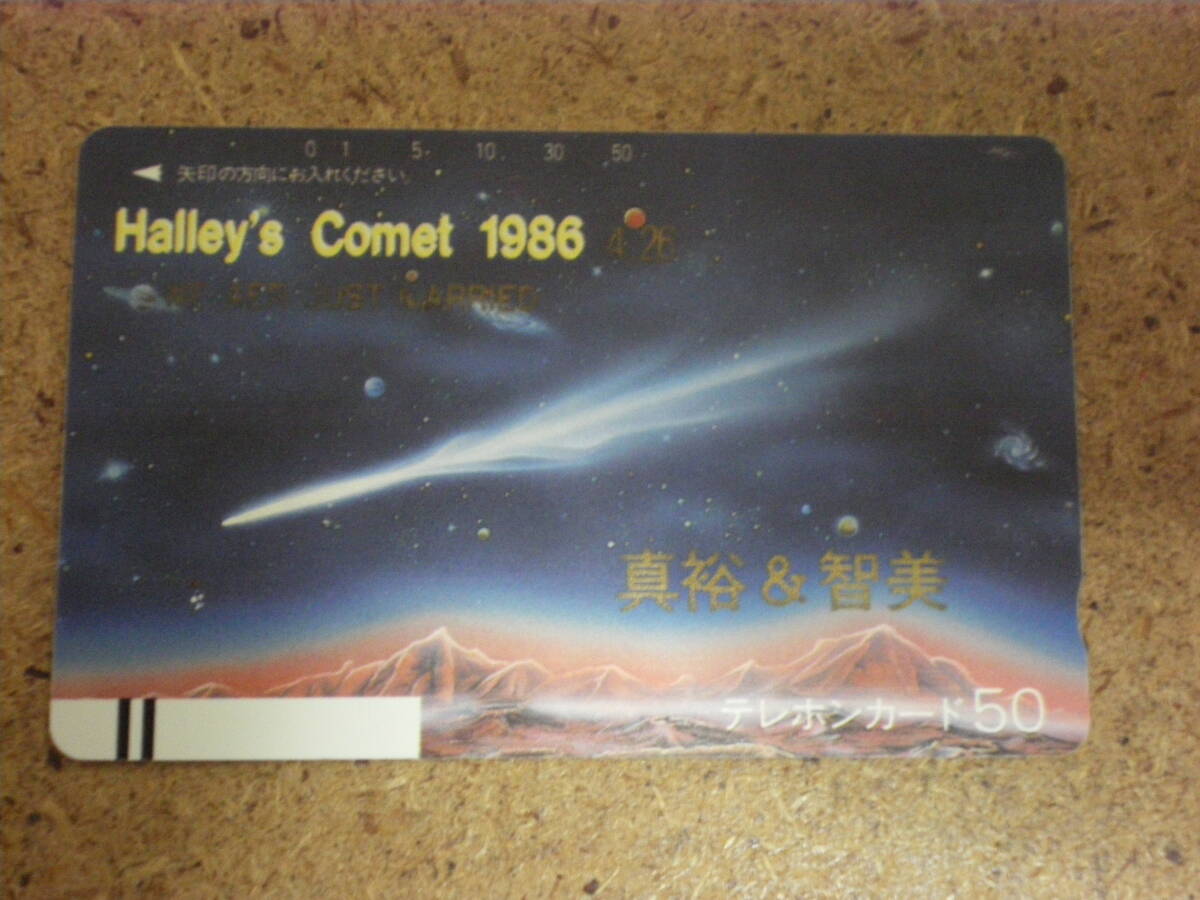 0 1 5 10 30 50
矢印の方向にお入れください。
Halley's Comet 1986 4.26
JUST MARRIED
真裕&智美
テレホンカード50